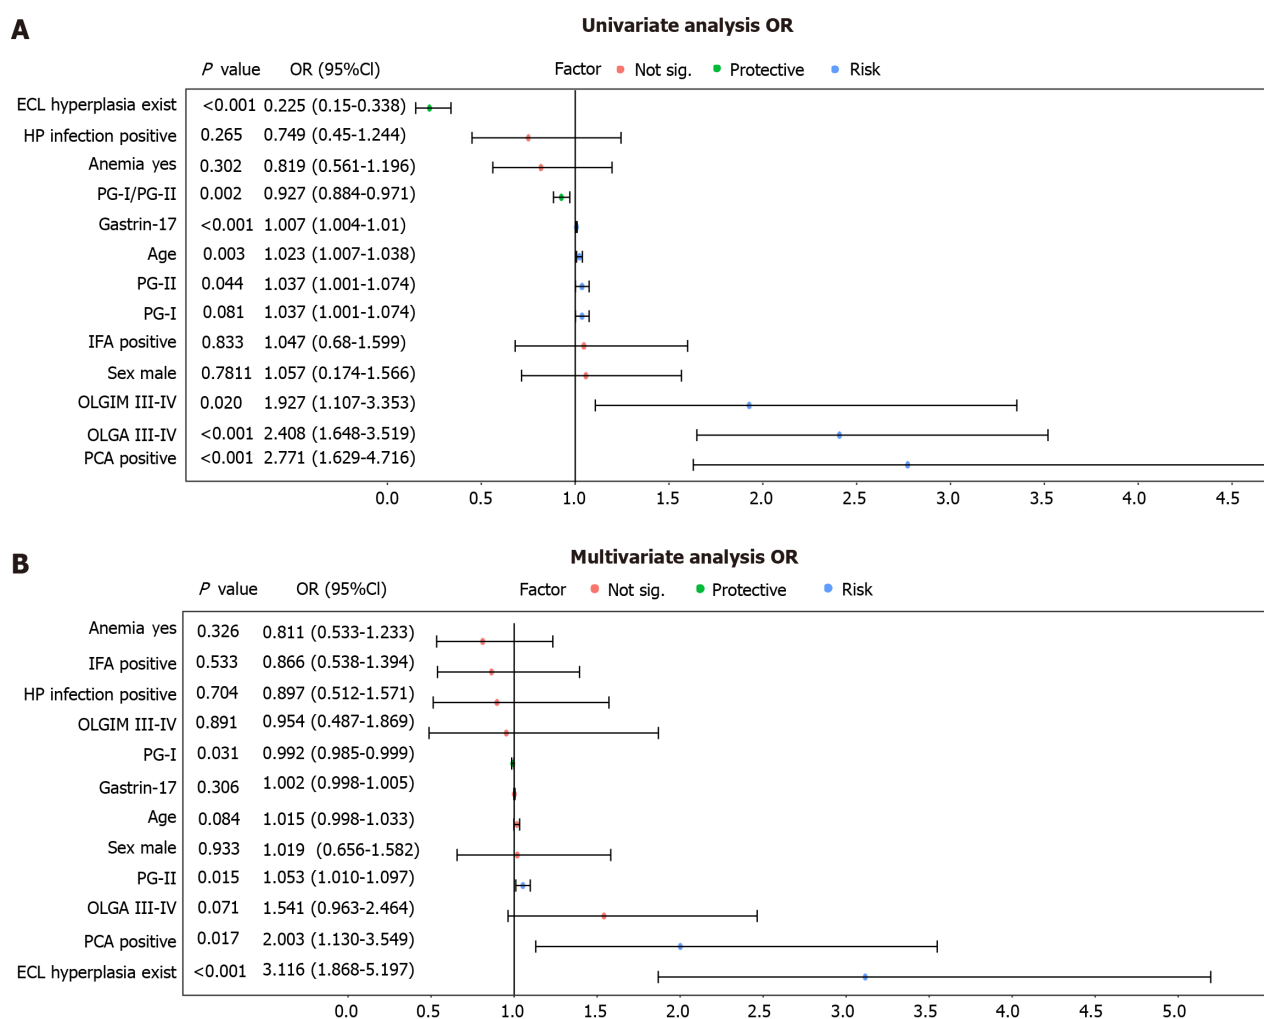 A
Univariate analysis OR
P value OR (95%CI) Factor Not sig. Protective Risk
ECL hyperplasia exist <0.001 0.225 (0.15-0.338)
HP infection positive 0.265 0.749 (0.45-1.244)
Anemia yes 0.302 0.819 (0.561-1.196)
PG-I/PG-II 0.002 0.927 (0.884-0.971)
Gastrin-17 <0.001 1.007 (1.004-1.01)
Age 0.003 1.023 (1.007-1.038)
PG-II 0.044 1.037 (1.001-1.074)
PG-I 0.081 1.037 (1.001-1.074)
IFA positive 0.833 1.047 (0.68-1.599)
Sex male 0.7811 1.057 (0.174-1.566)
OLGIM III-IV 0.020 1.927 (1.107-3.353)
OLGA III-IV <0.001 2.408 (1.648-3.519)
PCA positive <0.001 2.771 (1.629-4.716)
0.0 0.5 1.0 1.5 2.0 2.5 3.0 3.5 4.0 4.5
B
Multivariate analysis OR
P value OR (95%CI) Factor Not sig. Protective Risk
Anemia yes 0.326 0.811 (0.533-1.233)
IFA positive 0.533 0.866 (0.538-1.394)
HP infection positive 0.704 0.897 (0.512-1.571)
OLGIM III-IV 0.891 0.954 (0.487-1.869)
PG-I 0.031 0.992 (0.985-0.999)
Gastrin-17 0.306 1.002 (0.998-1.005)
Age 0.084 1.015 (0.998-1.033)
Sex male 0.933 1.019 (0.656-1.582)
PG-II 0.015 1.053 (1.010-1.097)
OLGA III-IV 0.071 1.541 (0.963-2.464)
PCA positive 0.017 2.003 (1.130-3.549)
ECL hyperplasia exist <0.001 3.116 (1.868-5.197)
0.0 0.5 1.0 1.5 2.0 2.5 3.0 3.5 4.0 4.5 5.0